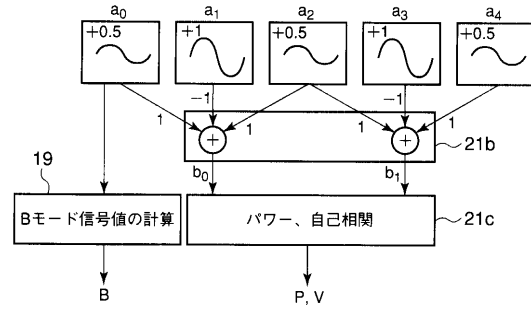 a0 a1 a2 a3 a4
+0.5 +1 +0.5 +1 +0.5
-1 -1
1 1 1 1
+ +
21b
19 b0 b1
Bモード信号値の計算 パワー、自己相関 21c
B P, V